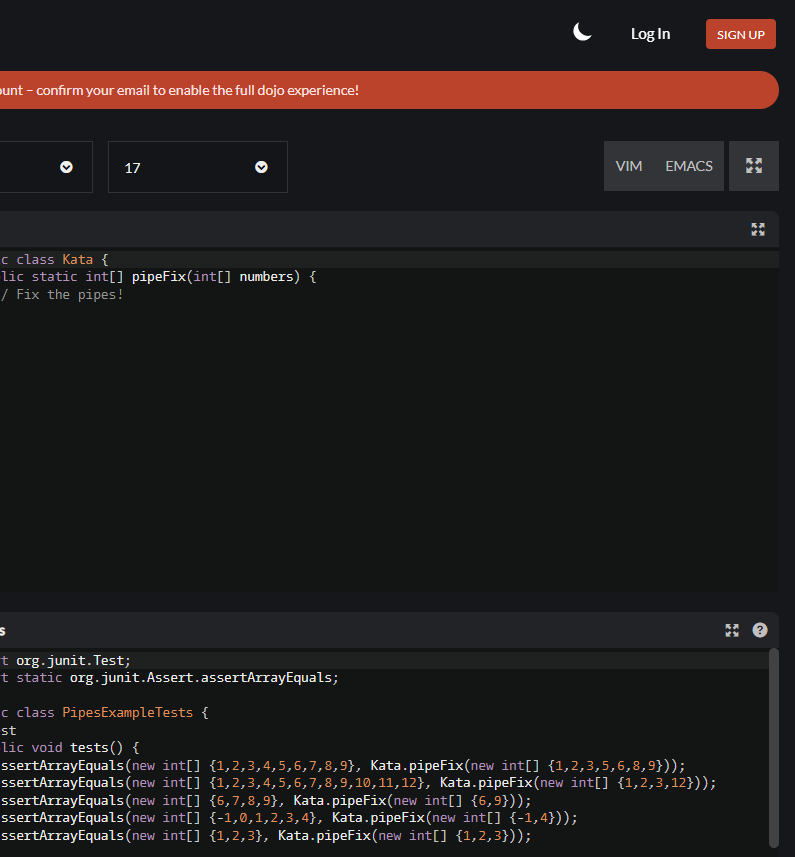 Log In
SIGN UP
ount – confirm your email to enable the full dojo experience!
17
VIM EMACS
c class Kata {
lic static int[] pipeFix(int[] numbers) {
/ Fix the pipes!
s
rt org.junit.Test;
rt static org.junit.Assert.assertArrayEquals;
c class PipesExampleTests {
st
lic void tests() {
ssertArrayEquals(new int[] {1,2,3,4,5,6,7,8,9}, Kata.pipeFix(new int[] {1,2,3,5,6,8,9}));
ssertArrayEquals(new int[] {1,2,3,4,5,6,7,8,9,10,11,12}, Kata.pipeFix(new int[] {1,2,3,12}));
ssertArrayEquals(new int[] {6,7,8,9}, Kata.pipeFix(new int[] {6,9}));
ssertArrayEquals(new int[] {-1,0,1,2,3,4}, Kata.pipeFix(new int[] {-1,4}));
ssertArrayEquals(new int[] {1,2,3}, Kata.pipeFix(new int[] {1,2,3}));